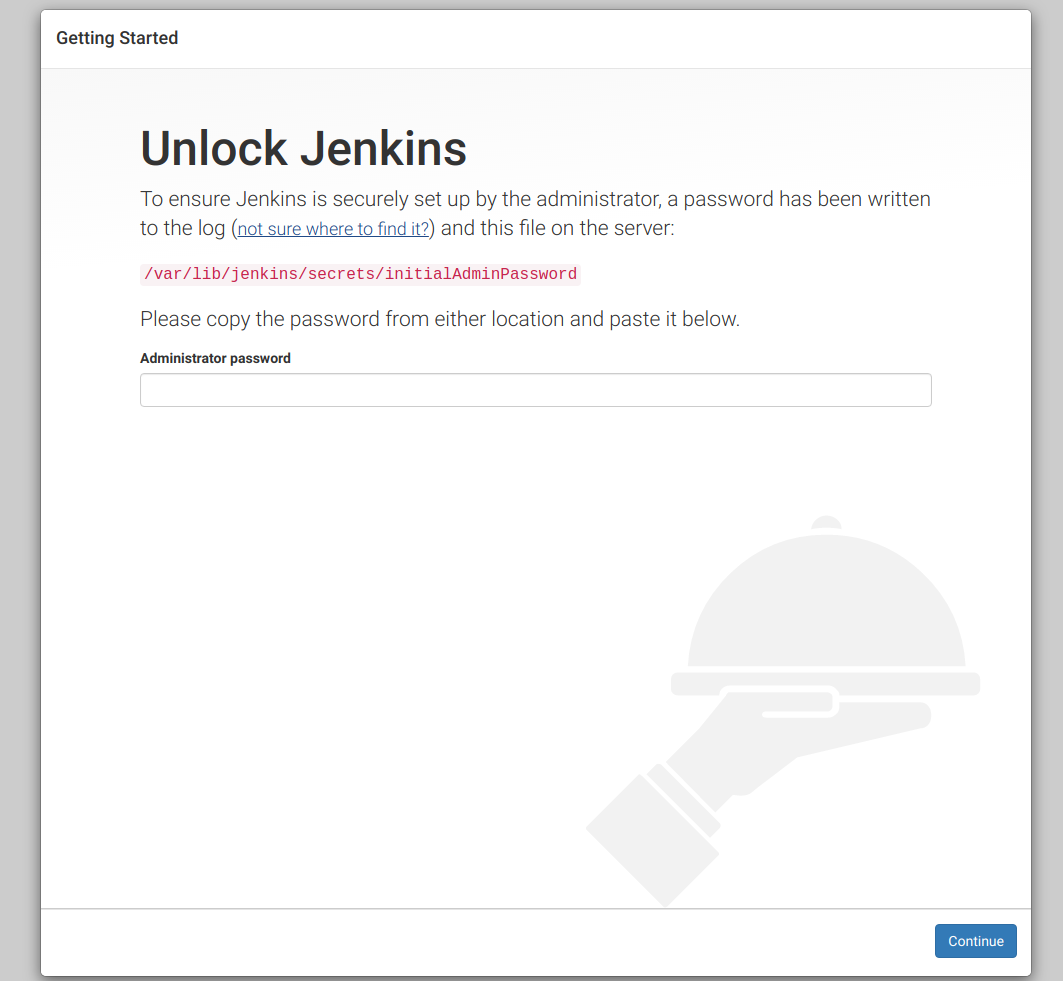 Getting Started
Unlock Jenkins
To ensure Jenkins is securely set up by the administrator, a password has been written
to the log (not sure where to find it?) and this file on the server:
/var/lib/jenkins/secrets/initialAdminPassword
Please copy the password from either location and paste it below.
Administrator password
Continue